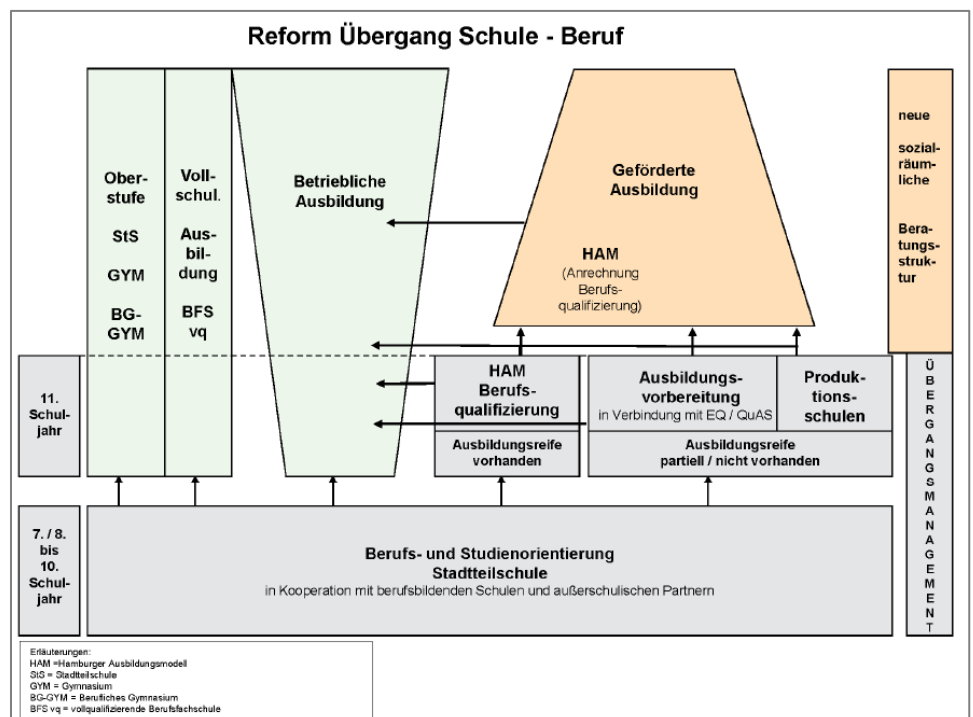 Reform Übergang Schule - Beruf
Ober-
stufe
StS
GYM
BG-
GYM
Voll-
schul.
Aus-
bil-
dung
BFS
vq
Betriebliche
Ausbildung
Geförderte
Ausbildung
HAM
(Anrechnung
Berufs-
qualifizierung)
neue
sozial-
räum-
liche
Bera-
tungs-
struk-
tur
11.
Schul-
jahr
HAM
Berufs-
qualifizierung
Ausbildungsreife
vorhanden
Ausbildungs-
vorbereitung
in Verbindung mit EQ / QuAS
Produk-
tions-
schulen
Ausbildungsreife
partiell / nicht vorhanden
Ü
B
E
R
G
A
N
G
S
M
A
N
A
G
E
M
E
N
T
7. / 8.
bis
10.
Schul-
jahr
Berufs- und Studienorientierung
Stadtteilschule
in Kooperation mit berufsbildenden Schulen und außerschulischen Partnern
Erläuterungen:
HAM =Hamburger Ausbildungsmodell
StS = Stadtteilschule
GYM = Gymnasium
BG-GYM = Berufliches Gymnasium
BFS vq = vollqualifizierende Berufsfachschule